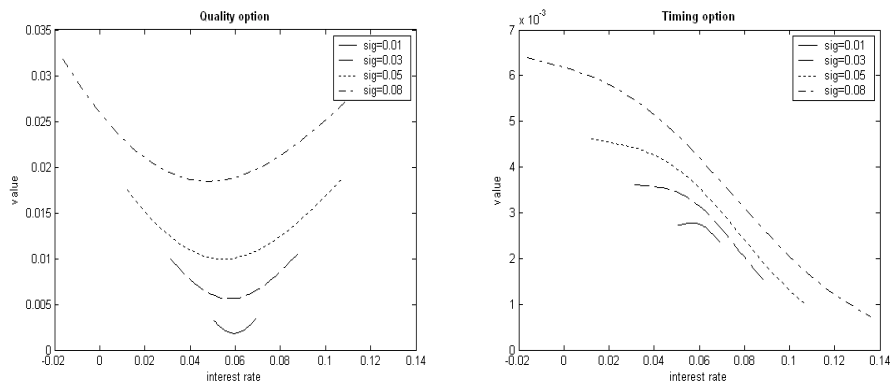 Quality option
0.035
0.03
0.025
0.02
0.015
0.01
0.005
0
value
-0.02 0 0.02 0.04 0.06 0.08 0.1 0.12 0.14
interest rate
sig=0.01
sig=0.03
sig=0.05
sig=0.08
Timing option
x 10⁻³
7
6
5
4
3
2
1
0
value
-0.02 0 0.02 0.04 0.06 0.08 0.1 0.12 0.14
interest rate
sig=0.01
sig=0.03
sig=0.05
sig=0.08